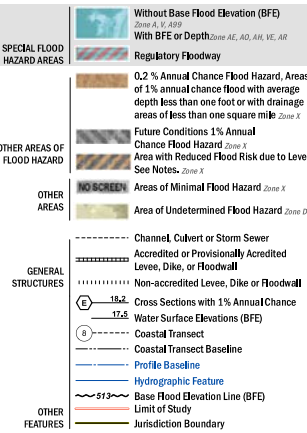 Without Base Flood Elevation (BFE)
Zone A, V, A99
With BFE or Depth Zone AE, AO, AH, VE, AR
SPECIAL FLOOD
HAZARD AREAS
Regulatory Floodway
0.2 % Annual Chance Flood Hazard, Areas
of 1% annual chance flood with average
depth less than one foot or with drainage
areas of less than one square mile Zone X
Future Conditions 1% Annual
Chance Flood Hazard Zone X
OTHER AREAS OF
FLOOD HAZARD
Area with Reduced Flood Risk due to Leve
See Notes. Zone X
NO SCREEN Areas of Minimal Flood Hazard Zone X
OTHER
AREAS
Area of Undetermined Flood Hazard Zone D
Channel, Culvert or Storm Sewer
GENERAL
STRUCTURES
Accredited or Provisionally Acredited
Levee, Dike, or Floodwall
Non-accredited Levee, Dike or Floodwall
E 18.2 Cross Sections with 1% Annual Chance
17.5 Water Surface Elevations (BFE)
8 Coastal Transect
Coastal Transect Baseline
Profile Baseline
Hydrographic Feature
513 Base Flood Elevation Line (BFE)
OTHER
FEATURES
Limit of Study
Jurisdiction Boundary